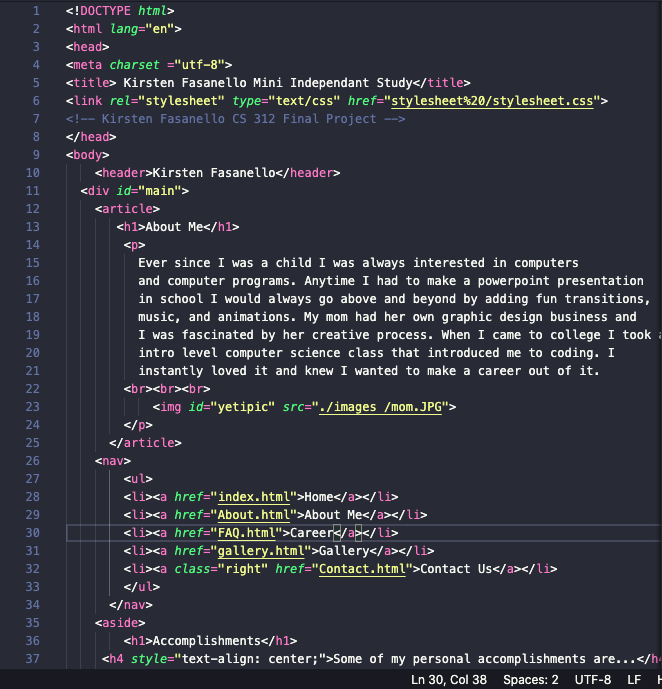 1 <!DOCTYPE html>
2 <html lang="en">
3 <head>
4 <meta charset ="utf-8">
5 <title> Kirsten Fasanello Mini Independant Study</title>
6 <link rel="stylesheet" type="text/css" href="stylesheet%20/stylesheet.css">
7 <!-- Kirsten Fasanello CS 312 Final Project -->
8 </head>
9 <body>
10 <header>Kirsten Fasanello</header>
11 <div id="main">
12 <article>
13 <h1>About Me</h1>
14 <p>
15 Ever since I was a child I was always interested in computers
16 and computer programs. Anytime I had to make a powerpoint presentation
17 in school I would always go above and beyond by adding fun transitions,
18 music, and animations. My mom had her own graphic design business and
19 I was fascinated by her creative process. When I came to college I took a
20 intro level computer science class that introduced me to coding. I
21 instantly loved it and knew I wanted to make a career out of it.
22 <br><br><br>
23 <img id="yetipic" src="./images /mom.JPG">
24 </p>
25 </article>
26 <nav>
27 <ul>
28 <li><a href="index.html">Home</a></li>
29 <li><a href="About.html">About Me</a></li>
30 <li><a href="FAQ.html">Career</a></li>
31 <li><a href="gallery.html">Gallery</a></li>
32 <li><a class="right" href="Contact.html">Contact Us</a></li>
33 </ul>
34 </nav>
35 <aside>
36 <h1>Accomplishments</h1>
37 <h4 style="text-align: center;">Some of my personal accomplishments are...</h
Ln 30, Col 38 Spaces: 2 UTF-8 LF H